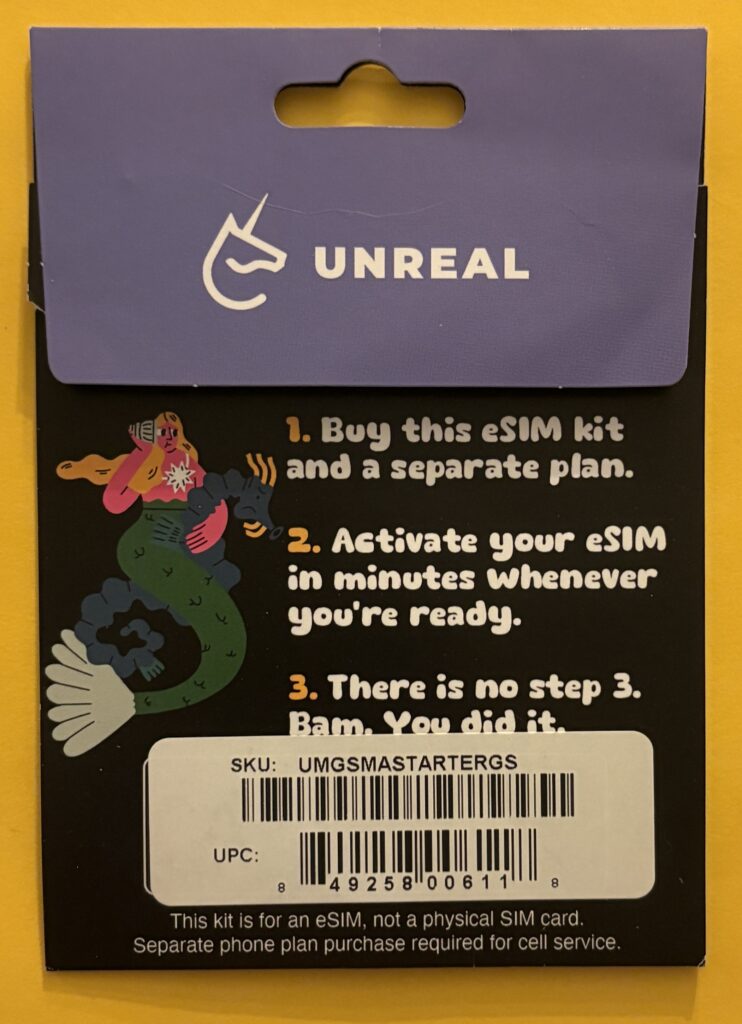 UNREAL
1. Buy this eSIM kit
and a separate plan.
2. Activate your eSIM
in minutes whenever
you're ready.
3. There is no step 3.
Bam. You did it.
SKU: UMGSMASTARTERGS
UPC:
8 49258 00611 8
This kit is for an eSIM, not a physical SIM card.
Separate phone plan purchase required for cell service.